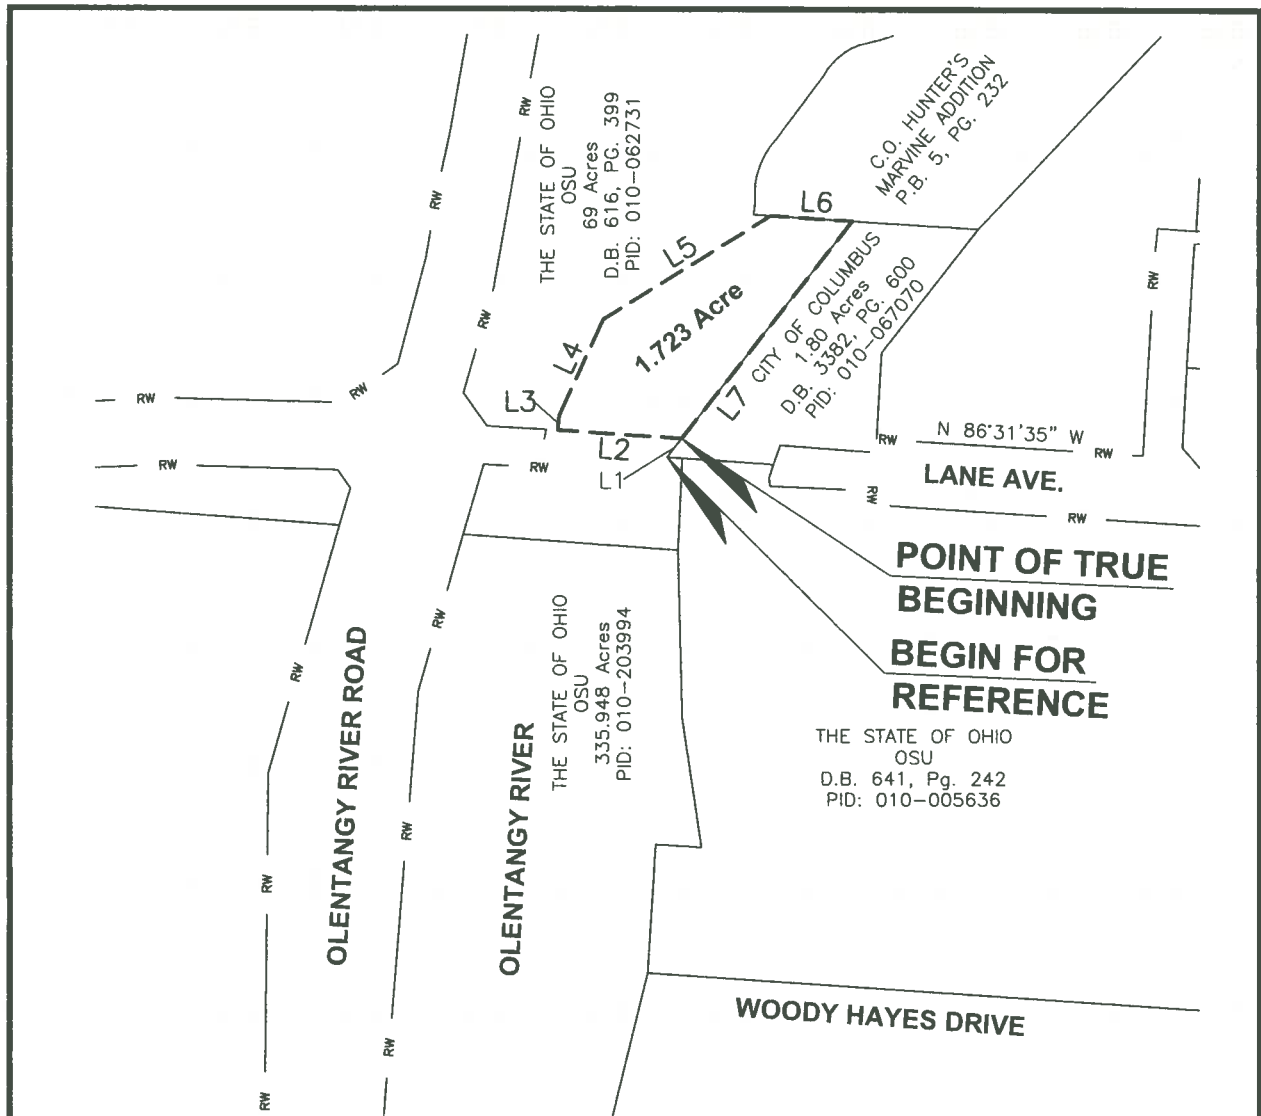 C.O. HUNTER'S
MARVINE ADDITION
P.B. 5, PG. 232
RW
RW
THE STATE OF OHIO
OSU
69 Acres
D.B. 616, PG. 399
PID: 010-062731
L6
L5
1.723 Acre
CITY OF COLUMBUS
1.80 Acres
D.B. 3382, PG. 600
PID: 010-067070
RW
RW
L4
L7
RW
RW
L3
L2
L1
RW
N 86°31'35" W
RW
RW
RW
LANE AVE.
RW
RW
POINT OF TRUE
BEGINNING
BEGIN FOR
REFERENCE
THE STATE OF OHIO
OSU
335.948 Acres
PID: 010-203994
RW
RW
OLENTANGY RIVER ROAD
OLENTANGY RIVER
THE STATE OF OHIO
OSU
D.B. 641, Pg. 242
PID: 010-005636
RW
RW
WOODY HAYES DRIVE
RW
RW